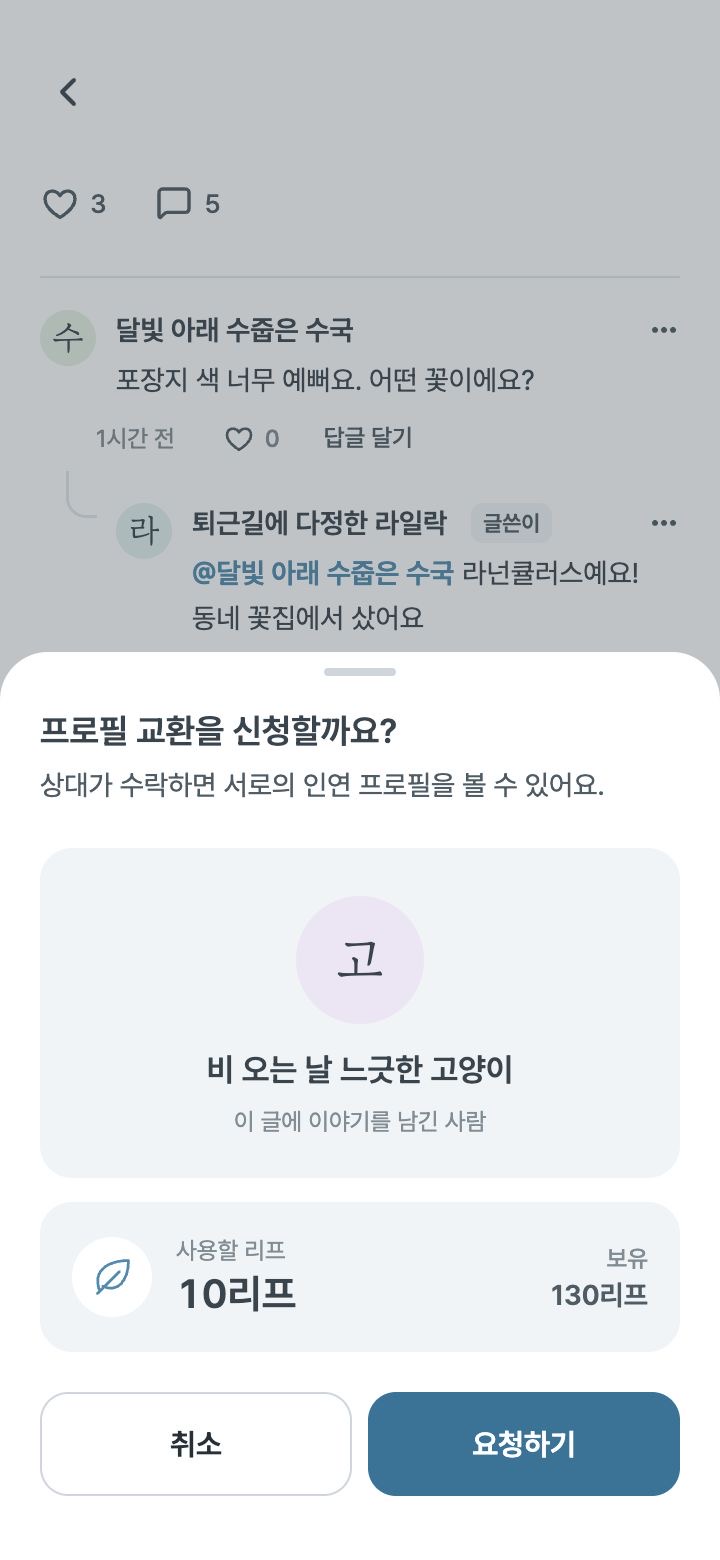 3 5
수 달빛 아래 수줍은 수국
포장지 색 너무 예뻐요. 어떤 꽃이에요?
1시간 전 0 답글 달기
라 퇴근길에 다정한 라일락 글쓴이
@달빛 아래 수줍은 수국 라넌큘러스예요!
동네 꽃집에서 샀어요
프로필 교환을 신청할까요?
상대가 수락하면 서로의 인연 프로필을 볼 수 있어요.
고
비 오는 날 느긋한 고양이
이 글에 이야기를 남긴 사람
사용할 리프
10리프
보유
130리프
취소 요청하기